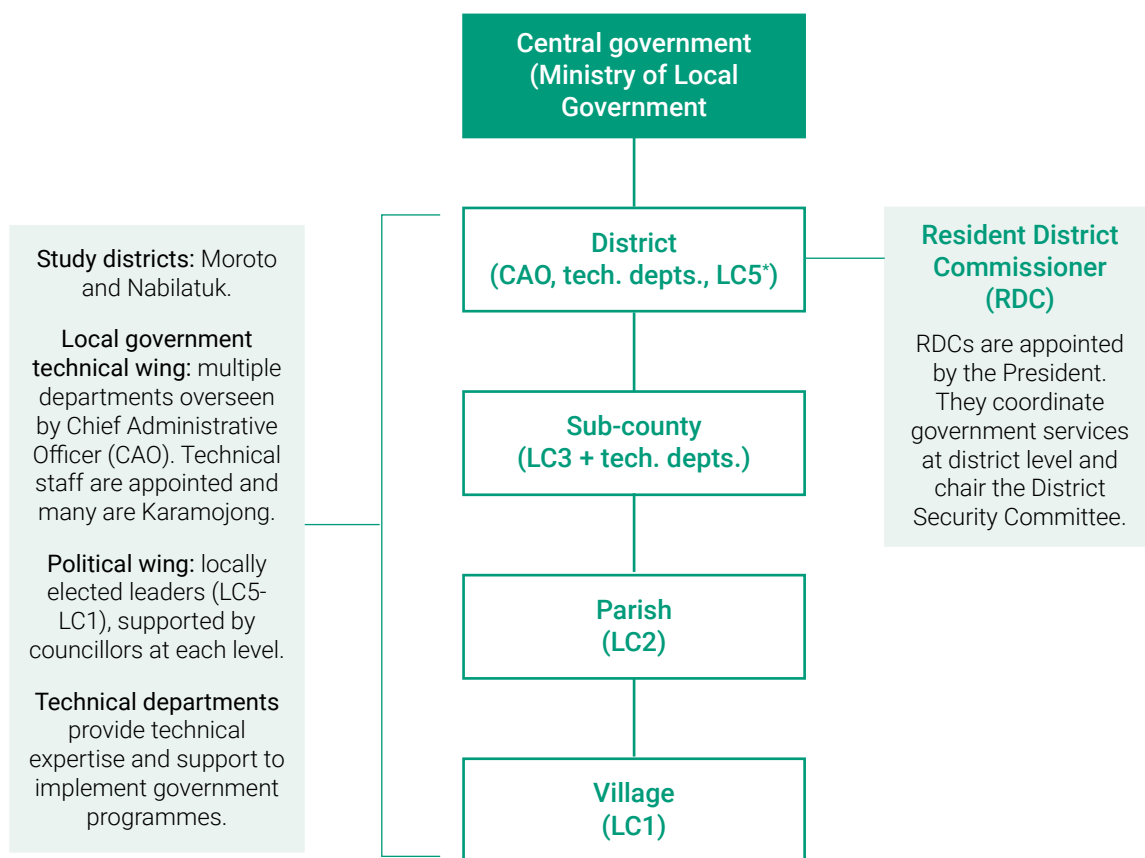 Central government
(Ministry of Local
Government
District
(CAO, tech. depts., LC5*)
Resident District
Commissioner
(RDC)
RDCs are appointed
by the President.
They coordinate
government services
at district level and
chair the District
Security Committee.
Study districts: Moroto
and Nabilatuk.
Local government
technical wing: multiple
departments overseen
by Chief Administrative
Officer (CAO). Technical
staff are appointed and
many are Karamojong.
Political wing: locally
elected leaders (LC5-
LC1), supported by
councillors at each level.
Technical departments
provide technical
expertise and support to
implement government
programmes.
Sub-county
(LC3 + tech. depts.)
Parish
(LC2)
Village
(LC1)